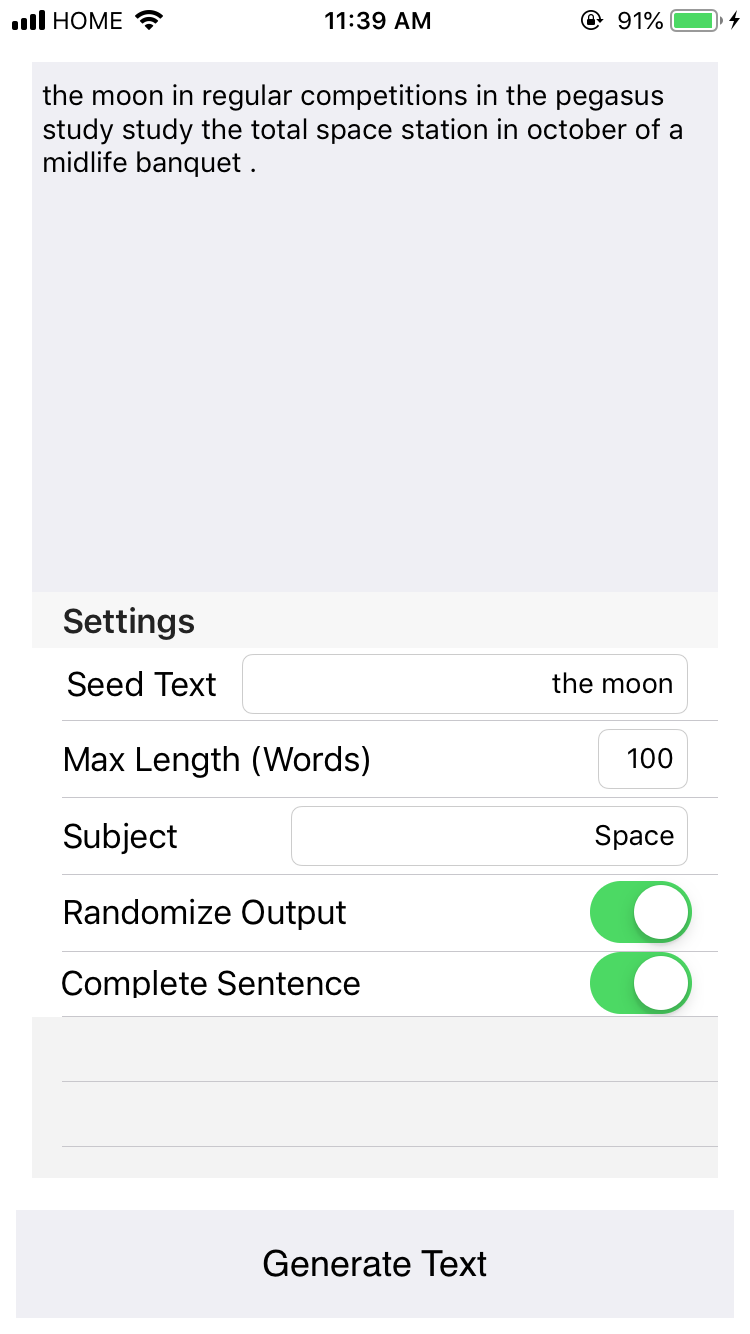 HOME 11:39 AM 91%
the moon in regular competitions in the pegasus
study study the total space station in october of a
midlife banquet .
Settings
Seed Text the moon
Max Length (Words) 100
Subject Space
Randomize Output
Complete Sentence
Generate Text